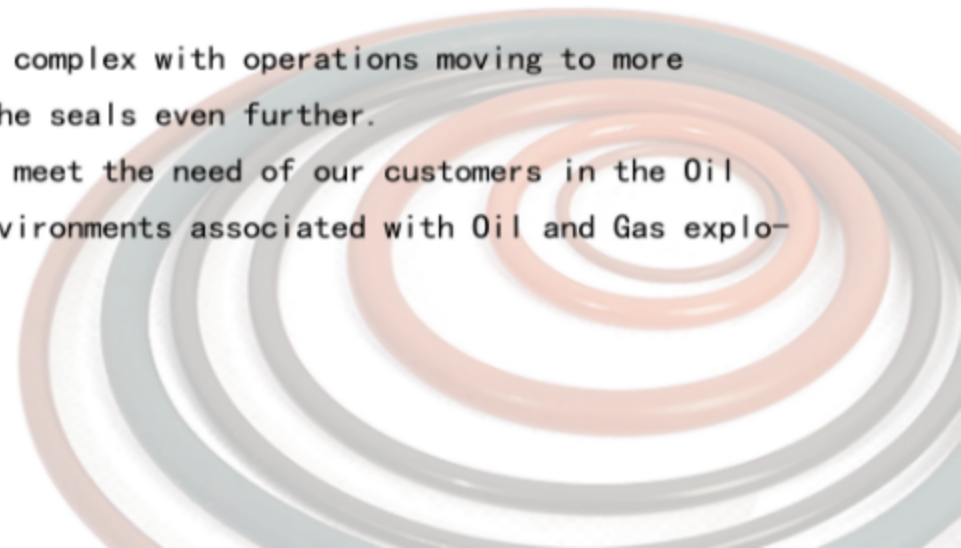 complex with operations moving to more
he seals even further.
meet the need of our customers in the Oil
vironments associated with Oil and Gas explo-